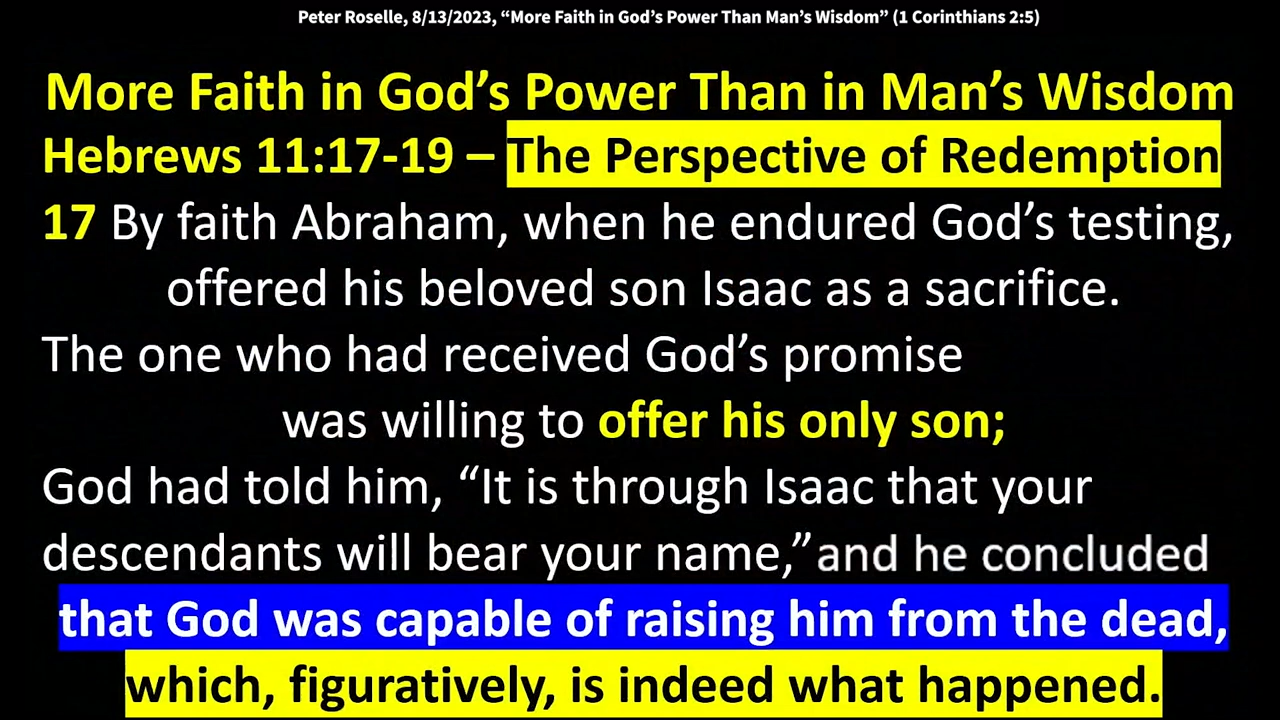 Peter Roselle, 8/13/2023, “More Faith in God’s Power Than Man’s Wisdom” (1 Corinthians 2:5)
More Faith in God’s Power Than in Man’s Wisdom
Hebrews 11:17-19 – The Perspective of Redemption
17 By faith Abraham, when he endured God’s testing,
offered his beloved son Isaac as a sacrifice.
The one who had received God’s promise
was willing to offer his only son;
God had told him, “It is through Isaac that your
descendants will bear your name,” and he concluded
that God was capable of raising him from the dead,
which, figuratively, is indeed what happened.